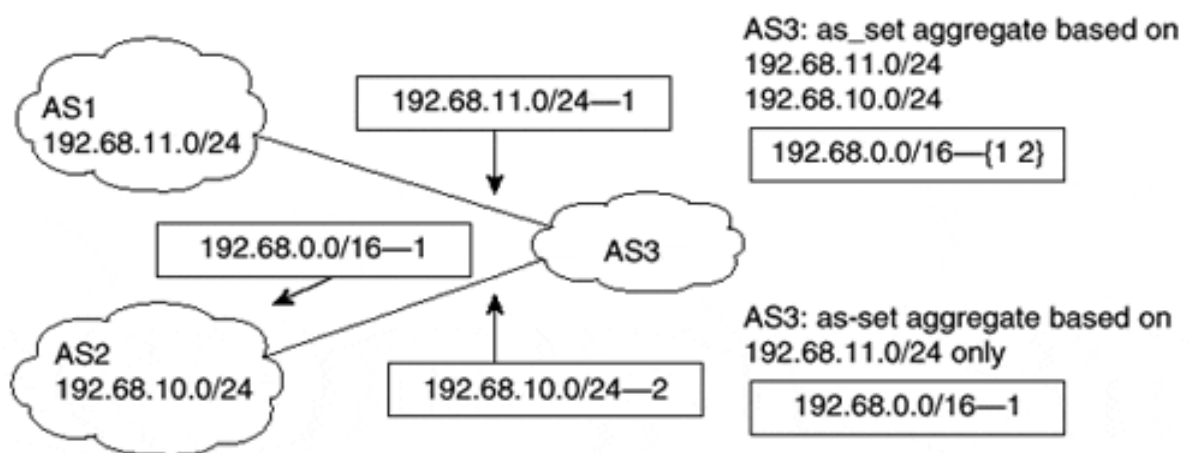 AS3: as_set aggregate based on
192.68.11.0/24
192.68.10.0/24
192.68.0.0/16—{1 2}
AS1
192.68.11.0/24
192.68.11.0/24—1
192.68.0.0/16—1
AS3
AS2
192.68.10.0/24
192.68.10.0/24—2
AS3: as-set aggregate based on
192.68.11.0/24 only
192.68.0.0/16—1